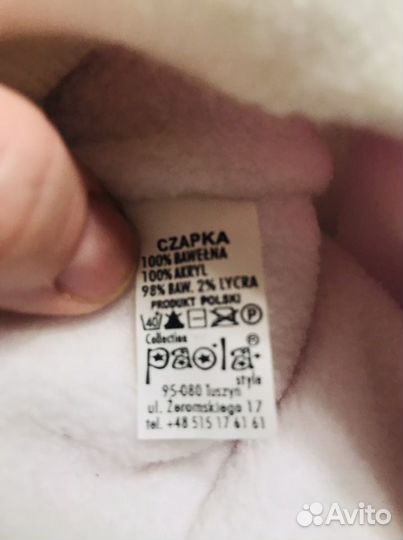 CZAPKA
100% BAWEŁNA
100% AKRYL
98% BAW. 2% LYCRA
PRODUKT POLSKI
40 P
Collection
paola
style
95-080 Tuszyn
ul. Żeromskiego 17
tel. +48 515 17 61 61
Avito